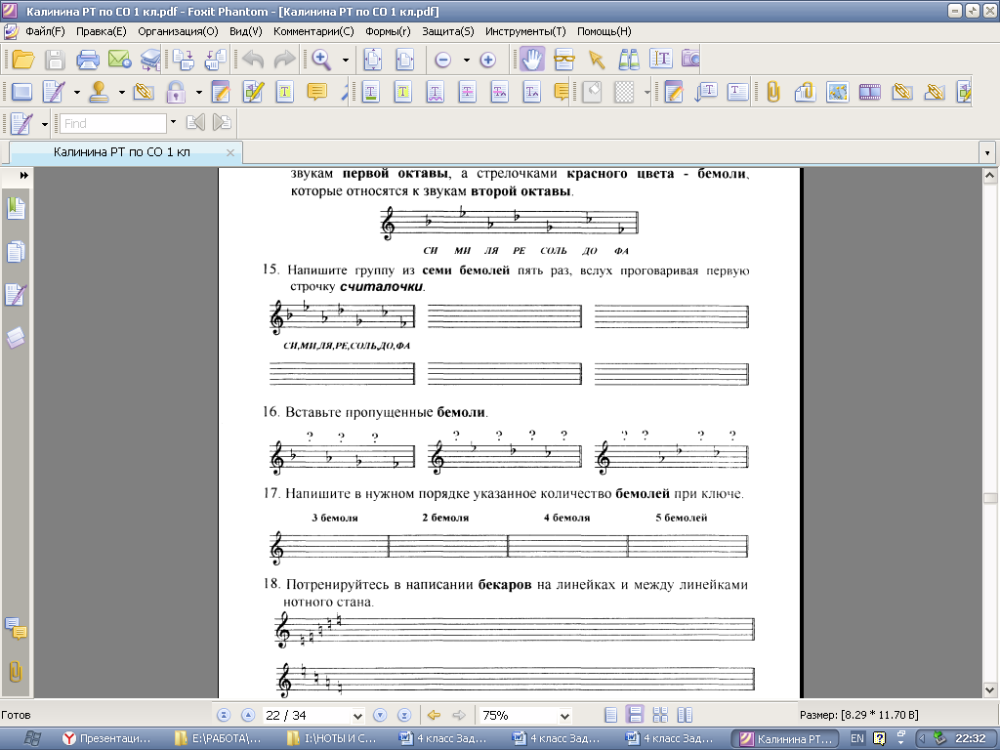 Калинина РТ по СО 1 кл.pdf - Foxit Phantom - [Калинина РТ по СО 1 кл.pdf]
Файл(F) Правка(E) Организация(O) Вид(V) Комментарии(C) Формы(r) Защита(S) Инструменты(T) Помощь(H)
Find
Калинина РТ по СО 1 кл
звукам первой октавы, а стрелочками красного цвета - бемоли,
которые относятся к звукам второй октавы.
СИ МИ ЛЯ РЕ СОЛЬ ДО ФА
15. Напишите группу из семи бемолей пять раз, вслух проговаривая первую
строчку считалочки.
СИ,МИ,ЛЯ,РЕ,СОЛЬ,ДО,ФА
16. Вставьте пропущенные бемоли.
? ? ? ? ? ? ? ? ? ? ?
17. Напишите в нужном порядке указанное количество бемолей при ключе.
3 бемоля 2 бемоля 4 бемоля 5 бемолей
18. Потренируйтесь в написании бекаров на линейках и между линейками
нотного стана.
Готов 22 / 34 75% Размер: [8.29 * 11.70 В]
Презентаци... E:\РАБОТА\... I:\НОТЫ И С... 4 класс Зад... 4 класс Зад... 4 класс Зад... Калинина РТ... EN 22:32